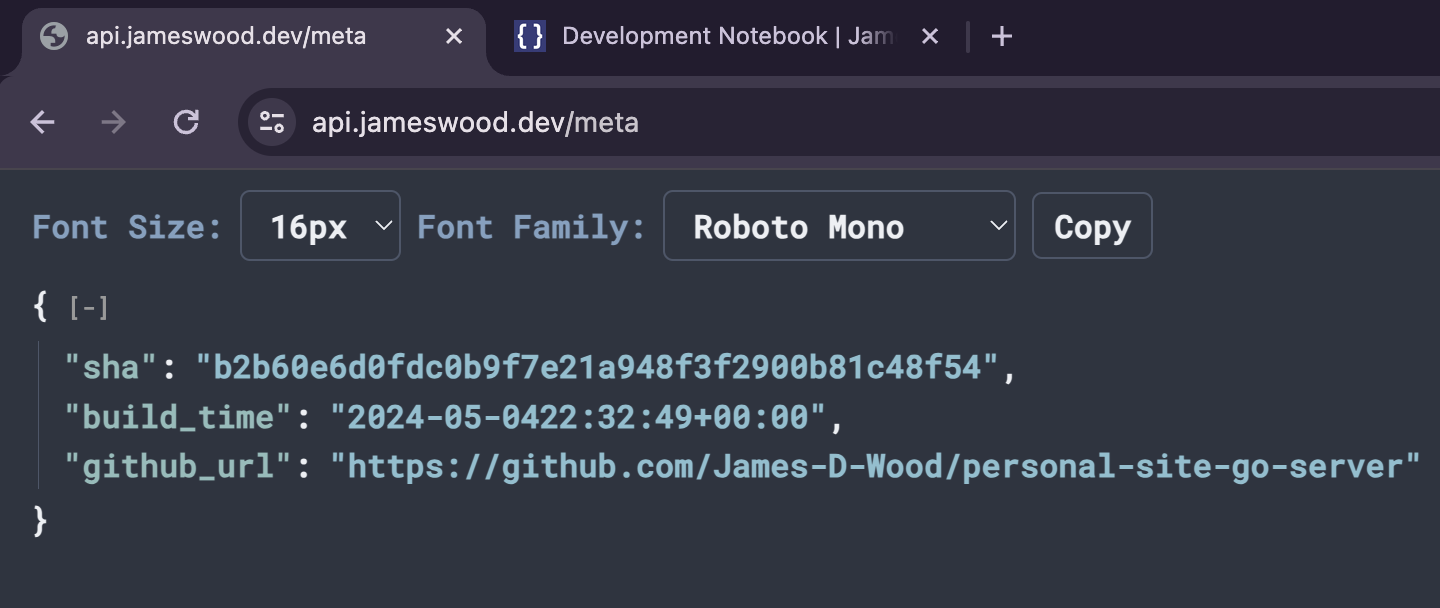 api.jameswood.dev/meta
Development Notebook | Jam
api.jameswood.dev/meta
Font Size: 16px Font Family: Roboto Mono Copy
{ [-]
"sha": "b2b60e6d0fdc0b9f7e21a948f3f2900b81c48f54",
"build_time": "2024-05-0422:32:49+00:00",
"github_url": "https://github.com/James-D-Wood/personal-site-go-server"
}